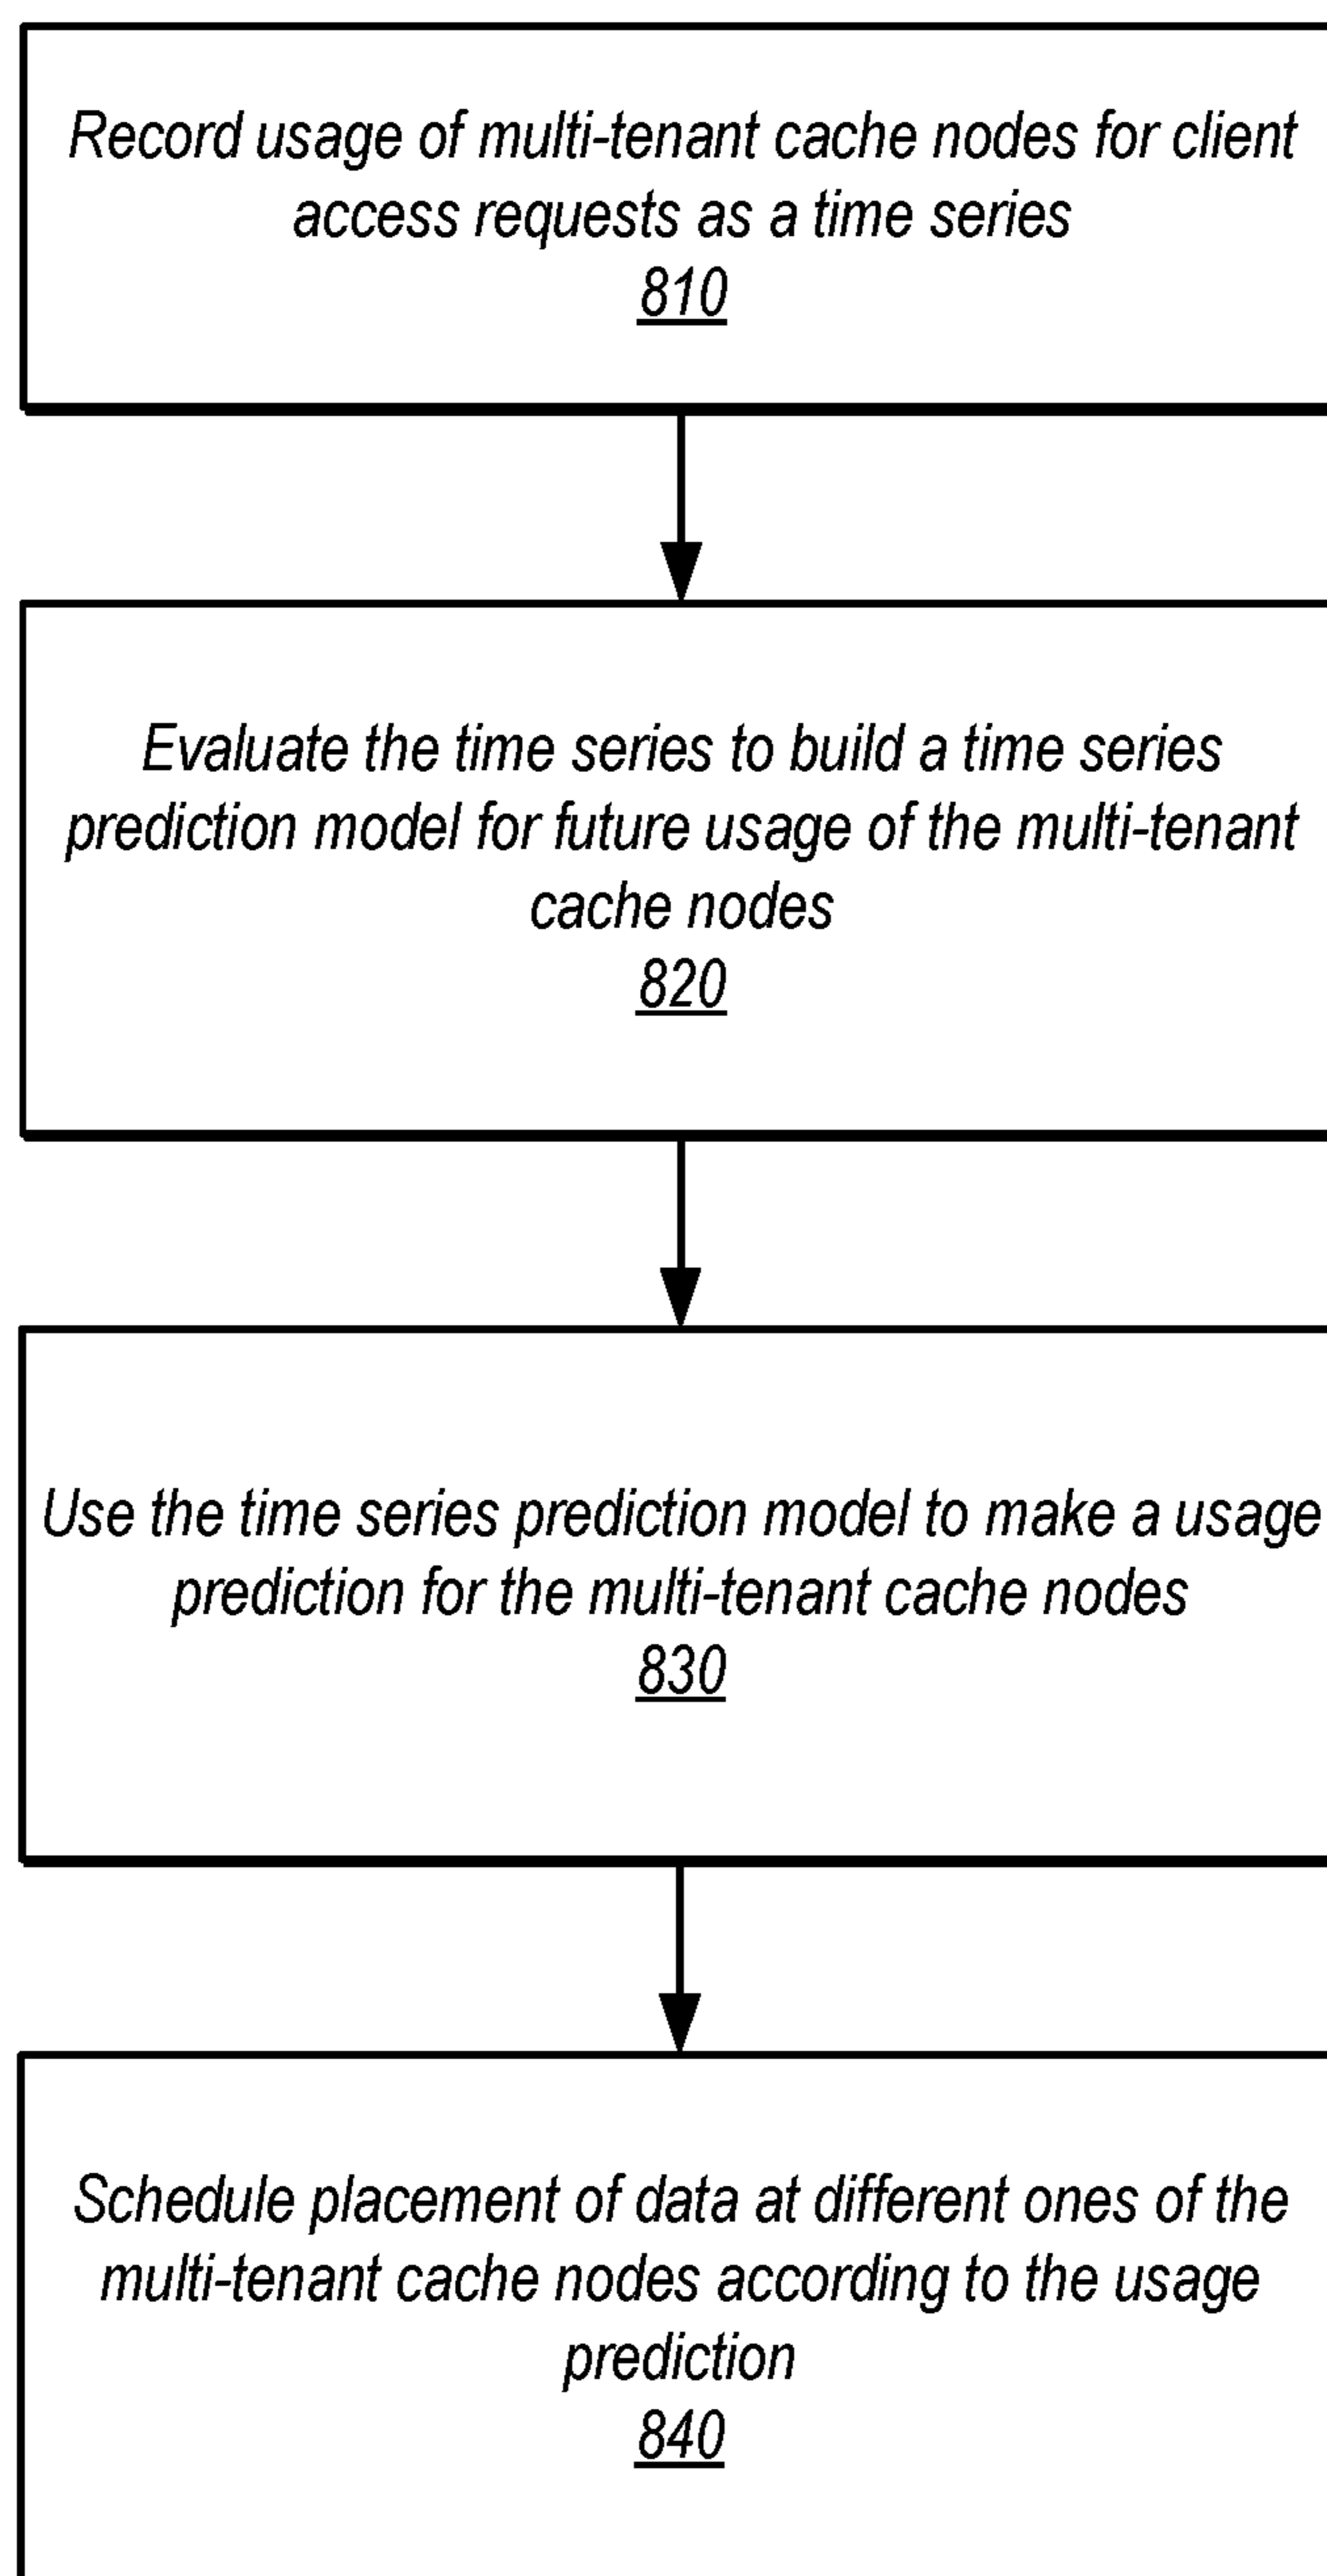 Record usage of multi-tenant cache nodes for client
access requests as a time series
810
Evaluate the time series to build a time series
prediction model for future usage of the multi-tenant
cache nodes
820
Use the time series prediction model to make a usage
prediction for the multi-tenant cache nodes
830
Schedule placement of data at different ones of the
multi-tenant cache nodes according to the usage
prediction
840